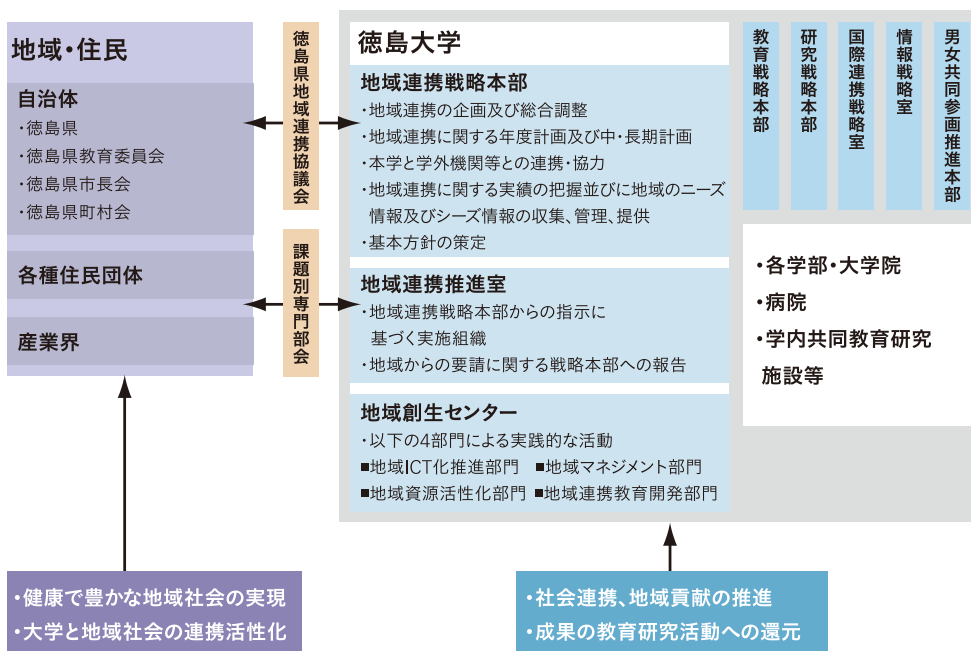 地域・住民
自治体
・徳島県
・徳島県教育委員会
・徳島県市長会
・徳島県町村会
各種住民団体
産業界
徳島県地域連携協議会
課題別専門部会
徳島大学
地域連携戦略本部
・地域連携の企画及び総合調整
・地域連携に関する年度計画及び中・長期計画
・本学と学外機関等との連携・協力
・地域連携に関する実績の把握並びに地域のニーズ
情報及びシーズ情報の収集、管理、提供
・基本方針の策定
地域連携推進室
・地域連携戦略本部からの指示に
基づく実施組織
・地域からの要請に関する戦略本部への報告
地域創生センター
・以下の4部門による実践的な活動
■地域ICT化推進部門 ■地域マネジメント部門
■地域資源活性化部門 ■地域連携教育開発部門
教育戦略本部
研究戦略本部
国際連携戦略室
情報戦略室
男女共同参画推進本部
・各学部・大学院
・病院
・学内共同教育研究
施設等
・健康で豊かな地域社会の実現
・大学と地域社会の連携活性化
・社会連携、地域貢献の推進
・成果の教育研究活動への還元